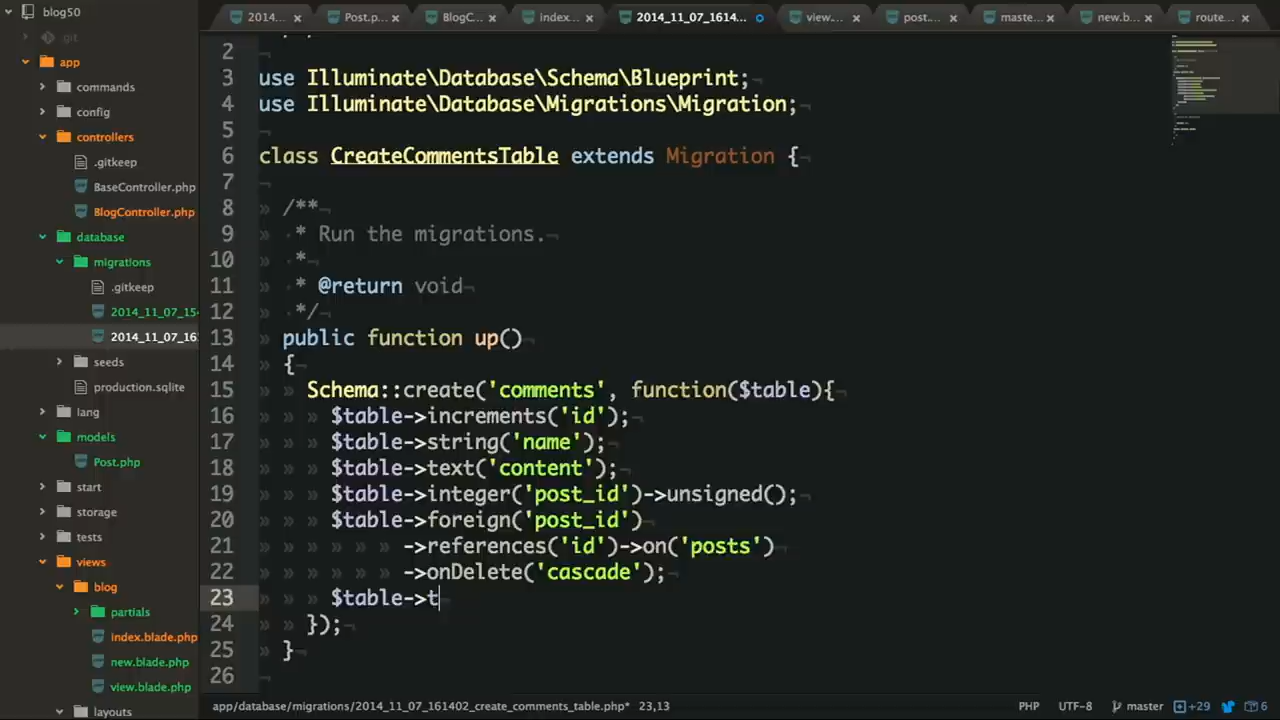 blog50
2014... × Post.p... × BlogC... × index... × 2014_11_07_1614... view.... × post.... × maste... × new.b... × route... ×
.git
app
commands
config
controllers
.gitkeep
BaseController.php
BlogController.php
database
migrations
.gitkeep
2014_11_07_154
2014_11_07_161
seeds
production.sqlite
lang
models
Post.php
start
storage
tests
views
blog
partials
index.blade.php
new.blade.php
view.blade.php
layouts
2
3 use Illuminate\Database\Schema\Blueprint;
4 use Illuminate\Database\Migrations\Migration;
5
6 class CreateCommentsTable extends Migration {
7
8 /**
9 * Run the migrations.
10 *
11 * @return void
12 */
13 public function up()
14 {
15 Schema::create('comments', function($table){
16 $table->increments('id');
17 $table->string('name');
18 $table->text('content');
19 $table->integer('post_id')->unsigned();
20 $table->foreign('post_id')
21 ->references('id')->on('posts')
22 ->onDelete('cascade');
23 $table->t
24 });
25 }
26
app/database/migrations/2014_11_07_161402_create_comments_table.php* 23,13 PHP UTF-8 master +29 6